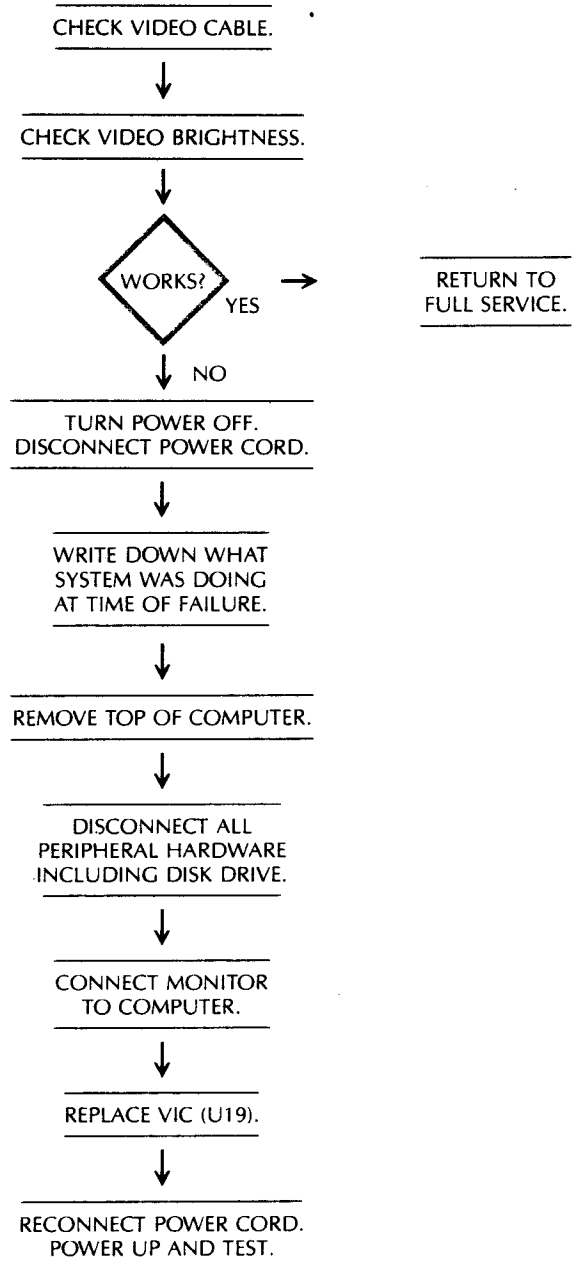 CHECK VIDEO CABLE.
CHECK VIDEO BRIGHTNESS.
WORKS?
YES
RETURN TO
FULL SERVICE.
NO
TURN POWER OFF.
DISCONNECT POWER CORD.
WRITE DOWN WHAT
SYSTEM WAS DOING
AT TIME OF FAILURE.
REMOVE TOP OF COMPUTER.
DISCONNECT ALL
PERIPHERAL HARDWARE
INCLUDING DISK DRIVE.
CONNECT MONITOR
TO COMPUTER.
REPLACE VIC (U19).
RECONNECT POWER CORD.
POWER UP AND TEST.